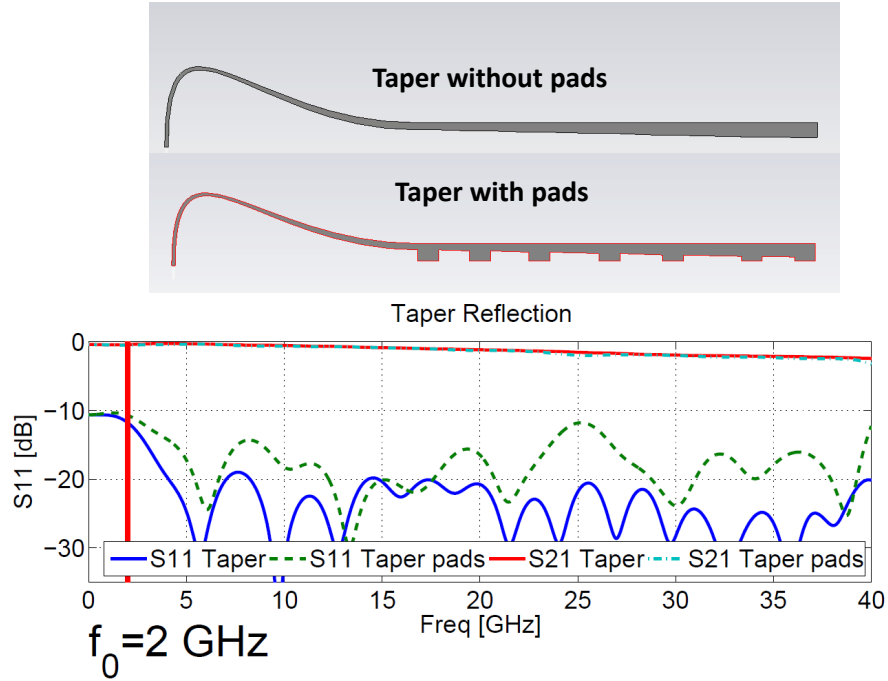 Taper without pads
Taper with pads
Taper Reflection
0
−10
−20
−30
S11 [dB]
S11 Taper S11 Taper pads S21 Taper S21 Taper pads
0 5 10 15 20 25 30 35 40
Freq [GHz]
f_0=2 GHz